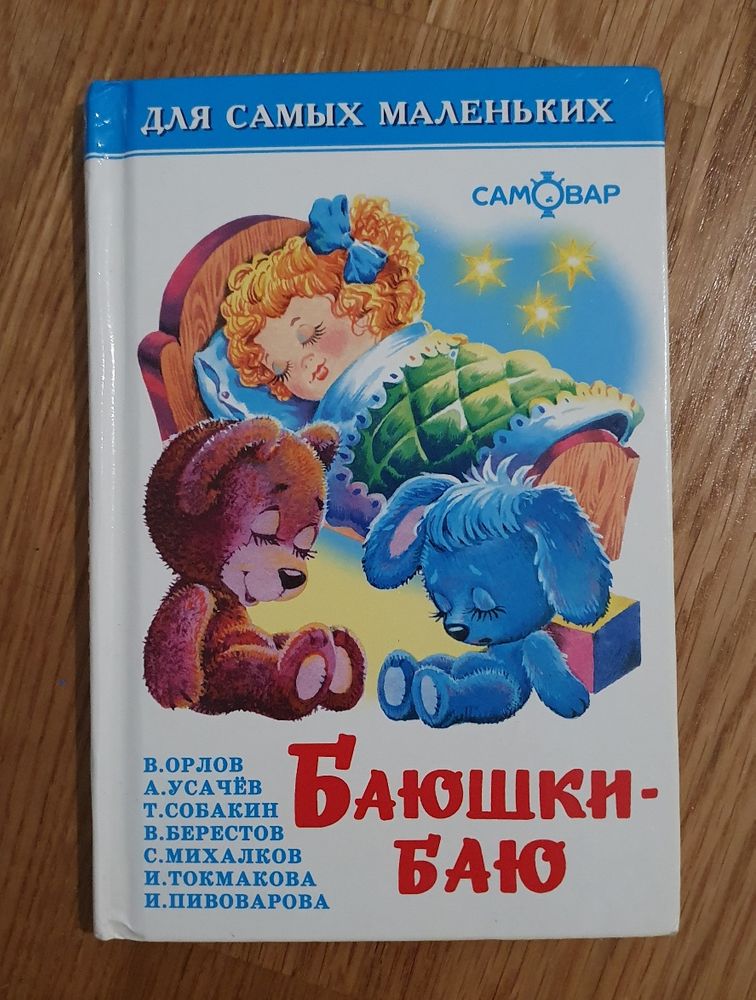 ДЛЯ САМЫХ МАЛЕНЬКИХ
САМОВАР
В.ОРЛОВ
А.УСАЧЁВ
Т.СОБАКИН
В.БЕРЕСТОВ
С.МИХАЛКОВ
И.ТОКМАКОВА
И.ПИВОВАРОВА
БАЮШКИ-
БАЮ